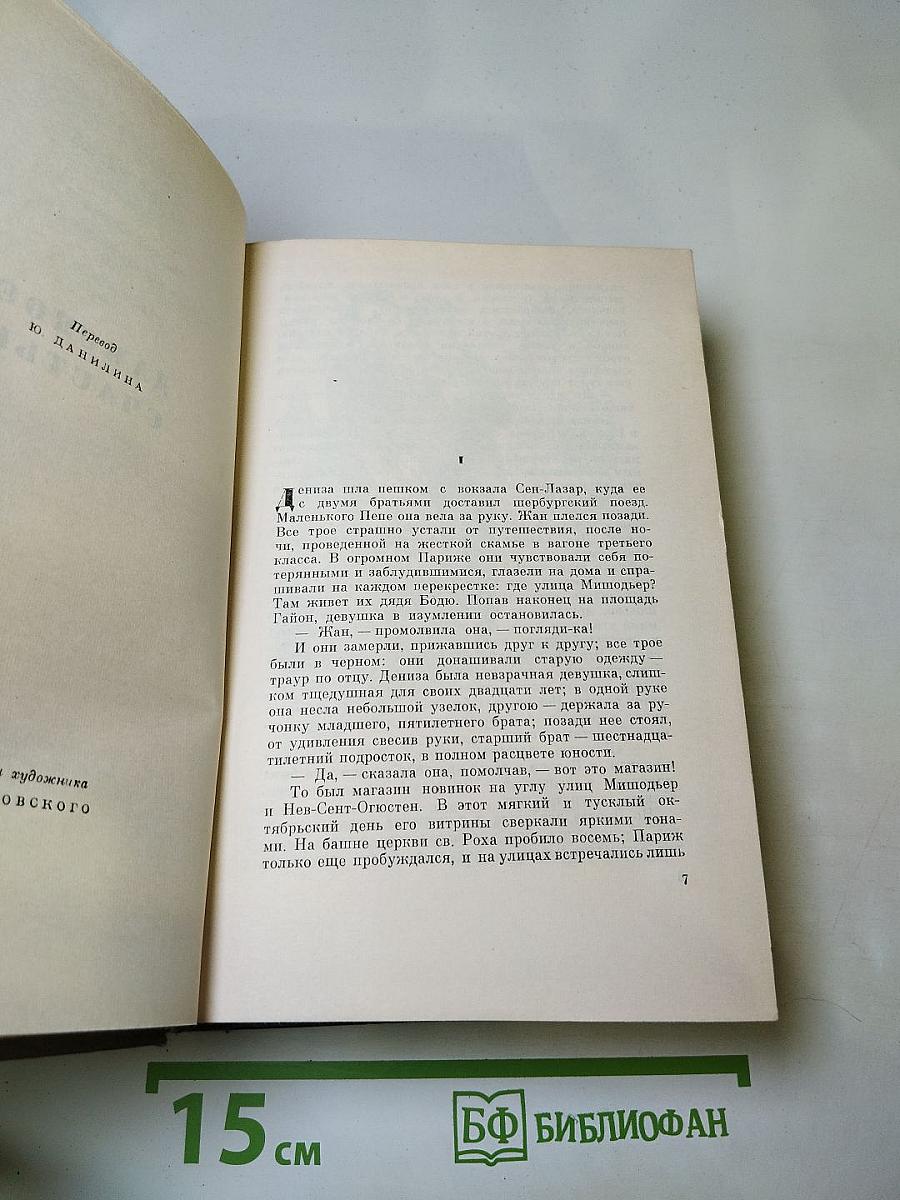 Перевод
Ю. ДАНИЛИНА
художника
ОВСКОГО
I
Дениза шла пешком с вокзала Сен-Лазар, куда ее
с двумя братьями доставил шербургский поезд.
Маленького Пепе она вела за руку. Жан плелся позади.
Все трое страшно устали от путешествия, после но-
чи, проведенной на жесткой скамье в вагоне третьего
класса. В огромном Париже они чувствовали себя по-
терянными и заблудившимися, глазели на дома и спра-
шивали на каждом перекрестке: где улица Мишодьер?
Там живет их дядя Бодю. Попав наконец на площадь
Гайон, девушка в изумлении остановилась.
— Жан, — промолвила она, — погляди-ка!
И они замерли, прижавшись друг к другу; все трое
были в черном: они донашивали старую одежду —
траур по отцу. Дениза была невзрачная девушка, слиш-
ком тщедушная для своих двадцати лет; в одной руке
она несла небольшой узелок, другою — держала за ру-
чонку младшего, пятилетнего брата; позади нее стоял,
от удивления свесив руки, старший брат — шестнадца-
тилетний подросток, в полном расцвете юности.
— Да, — сказала она, помолчав, — вот это магазин!
То был магазин новинок на углу улиц Мишодьер
и Нев-Сент-Огюстен. В этот мягкий и тусклый ок-
тябрьский день его витрины сверкали яркими тона-
ми. На башне церкви св. Роха пробило восемь; Париж
только еще пробуждался, и на улицах встречались лишь
7
15 см
БФ БИБЛИОФАН